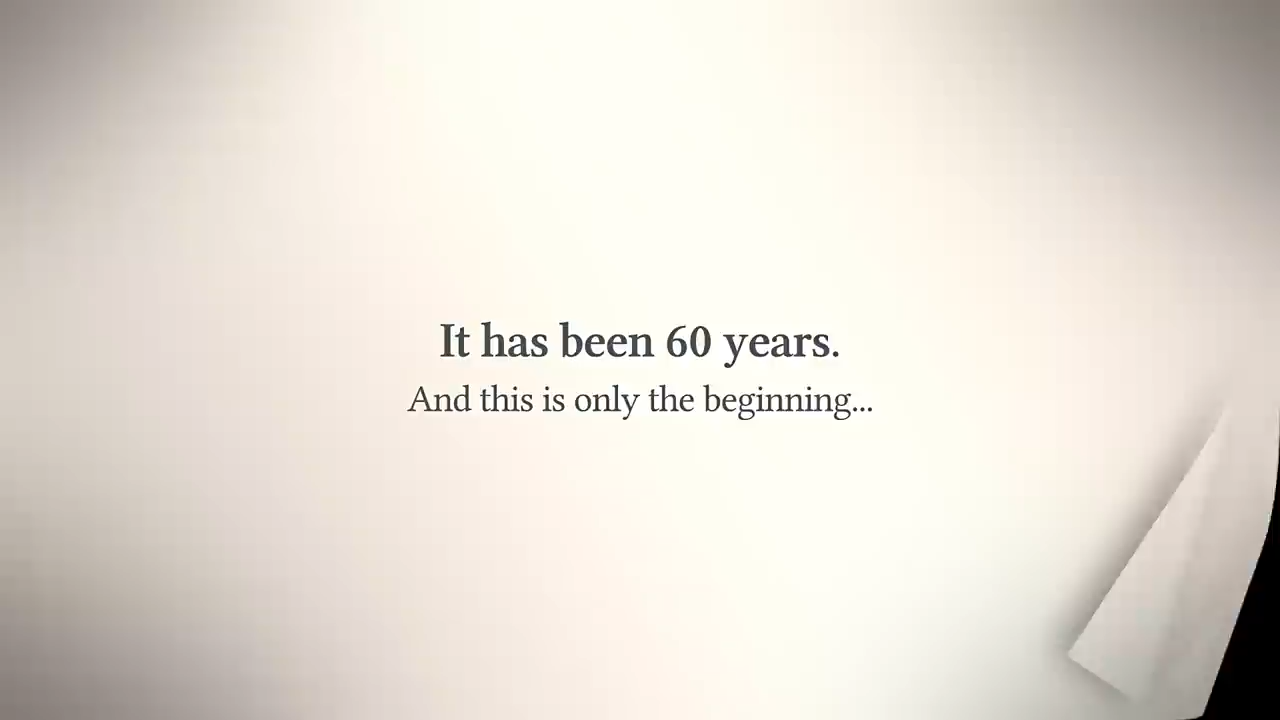 It has been 60 years.
And this is only the beginning...